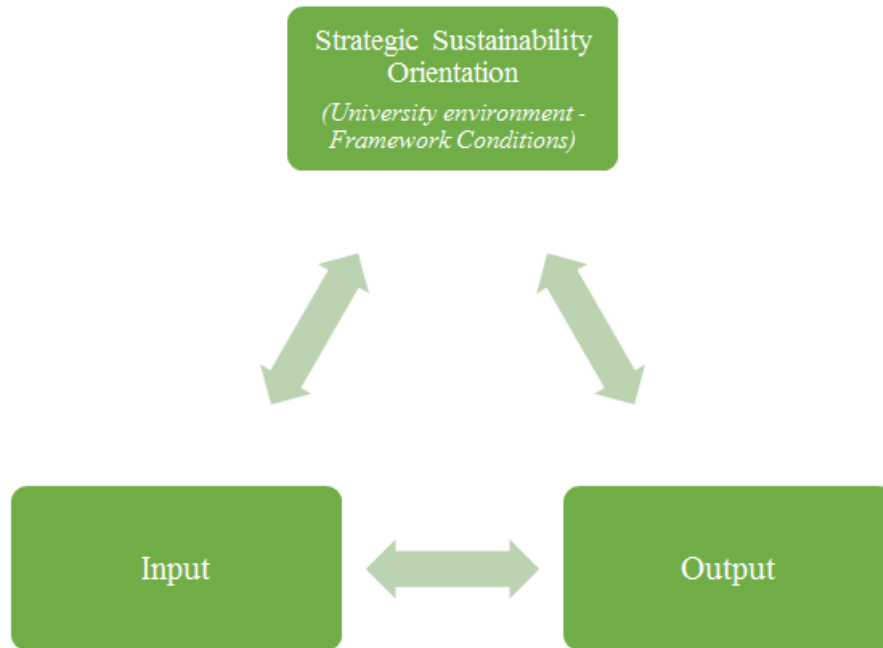 Strategic Sustainability
Orientation
(University environment -
Framework Conditions)
Input
Output